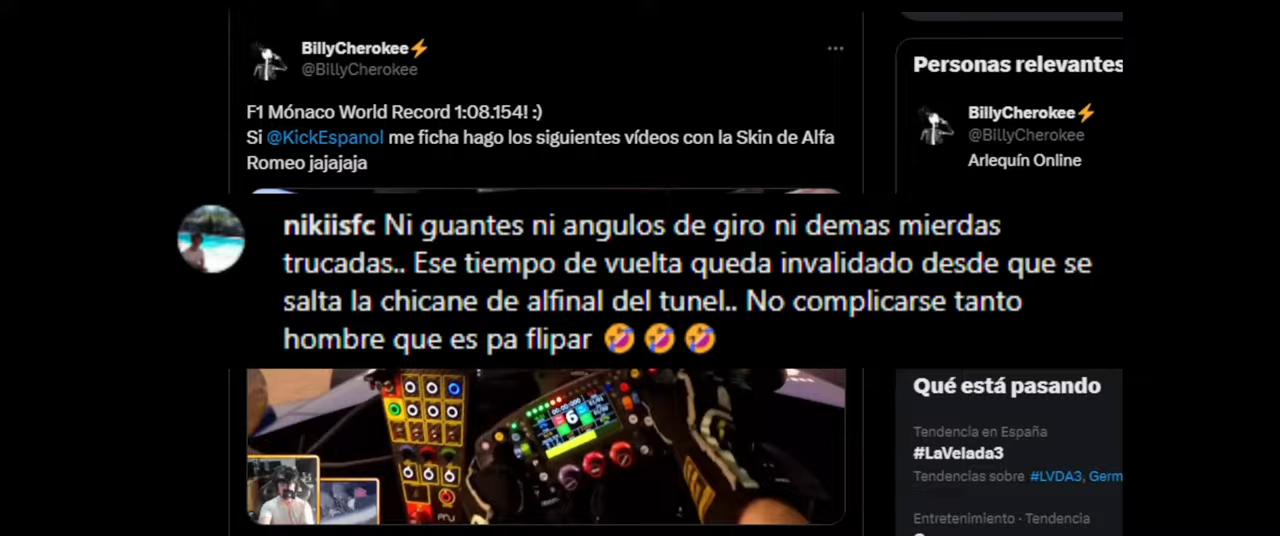 BillyCherokee⚡
@BillyCherokee
F1 Mónaco World Record 1:08.154! :)
Si @KickEspanol me ficha hago los siguientes vídeos con la Skin de Alfa
Romeo jajajaja
nikiisfc Ni guantes ni angulos de giro ni demas mierdas
trucadas.. Ese tiempo de vuelta queda invalidado desde que se
salta la chicane de alfinal del tunel.. No complicarse tanto
hombre que es pa flipar 🤣 🤣 🤣
6
Personas relevantes
BillyCherokee⚡
@BillyCherokee
Arlequín Online
Qué está pasando
Tendencia en España
#LaVelada3
Tendencias sobre #LVDA3, Germ
Entretenimiento · Tendencia